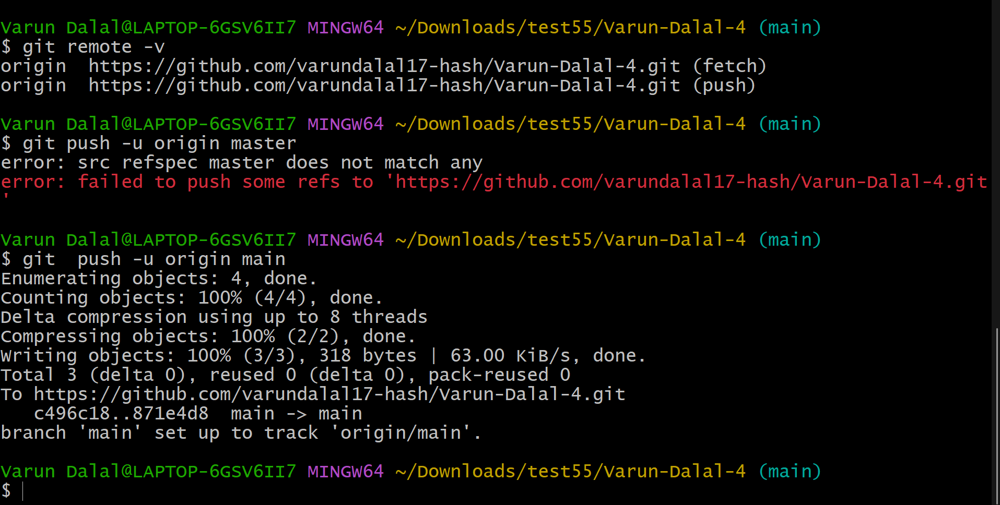 Varun Dalal@LAPTOP-6GSV6II7 MINGW64 ~/Downloads/test55/Varun-Dalal-4 (main)
$ git remote -v
origin  https://github.com/varundalal17-hash/Varun-Dalal-4.git (fetch)
origin  https://github.com/varundalal17-hash/Varun-Dalal-4.git (push)
Varun Dalal@LAPTOP-6GSV6II7 MINGW64 ~/Downloads/test55/Varun-Dalal-4 (main)
$ git push -u origin master
error: src refspec master does not match any
error: failed to push some refs to 'https://github.com/varundalal17-hash/Varun-Dalal-4.git
'
Varun Dalal@LAPTOP-6GSV6II7 MINGW64 ~/Downloads/test55/Varun-Dalal-4 (main)
$ git  push -u origin main
Enumerating objects: 4, done.
Counting objects: 100% (4/4), done.
Delta compression using up to 8 threads
Compressing objects: 100% (2/2), done.
Writing objects: 100% (3/3), 318 bytes | 63.00 KiB/s, done.
Total 3 (delta 0), reused 0 (delta 0), pack-reused 0
To https://github.com/varundalal17-hash/Varun-Dalal-4.git
   c496c18..871e4d8  main -> main
branch 'main' set up to track 'origin/main'.
Varun Dalal@LAPTOP-6GSV6II7 MINGW64 ~/Downloads/test55/Varun-Dalal-4 (main)
$